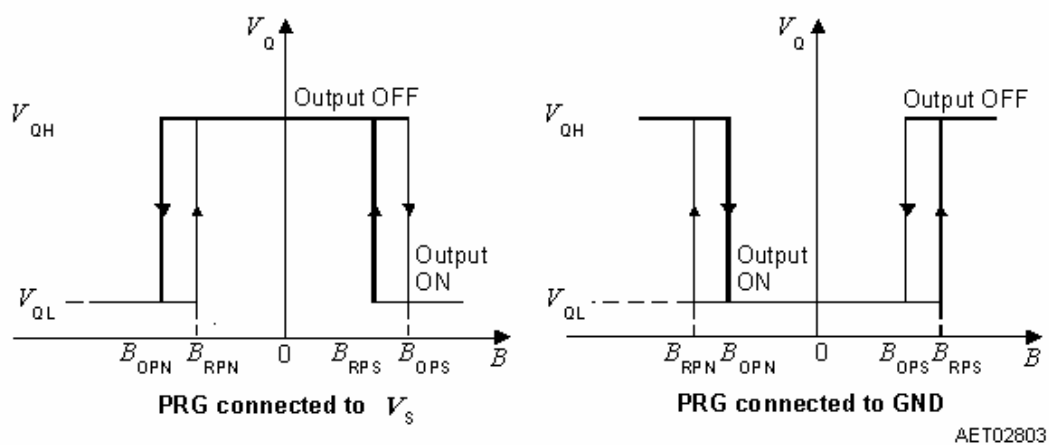 V_Q
Output OFF
V_QH
Output ON
V_QL
B_OPN B_RPN 0 B_RPS B_OPS B
PRG connected to V_S
V_Q
Output OFF
V_QH
Output ON
V_QL
B_RPN B_OPN 0 B_OPS B_RPS B
PRG connected to GND
AET02803